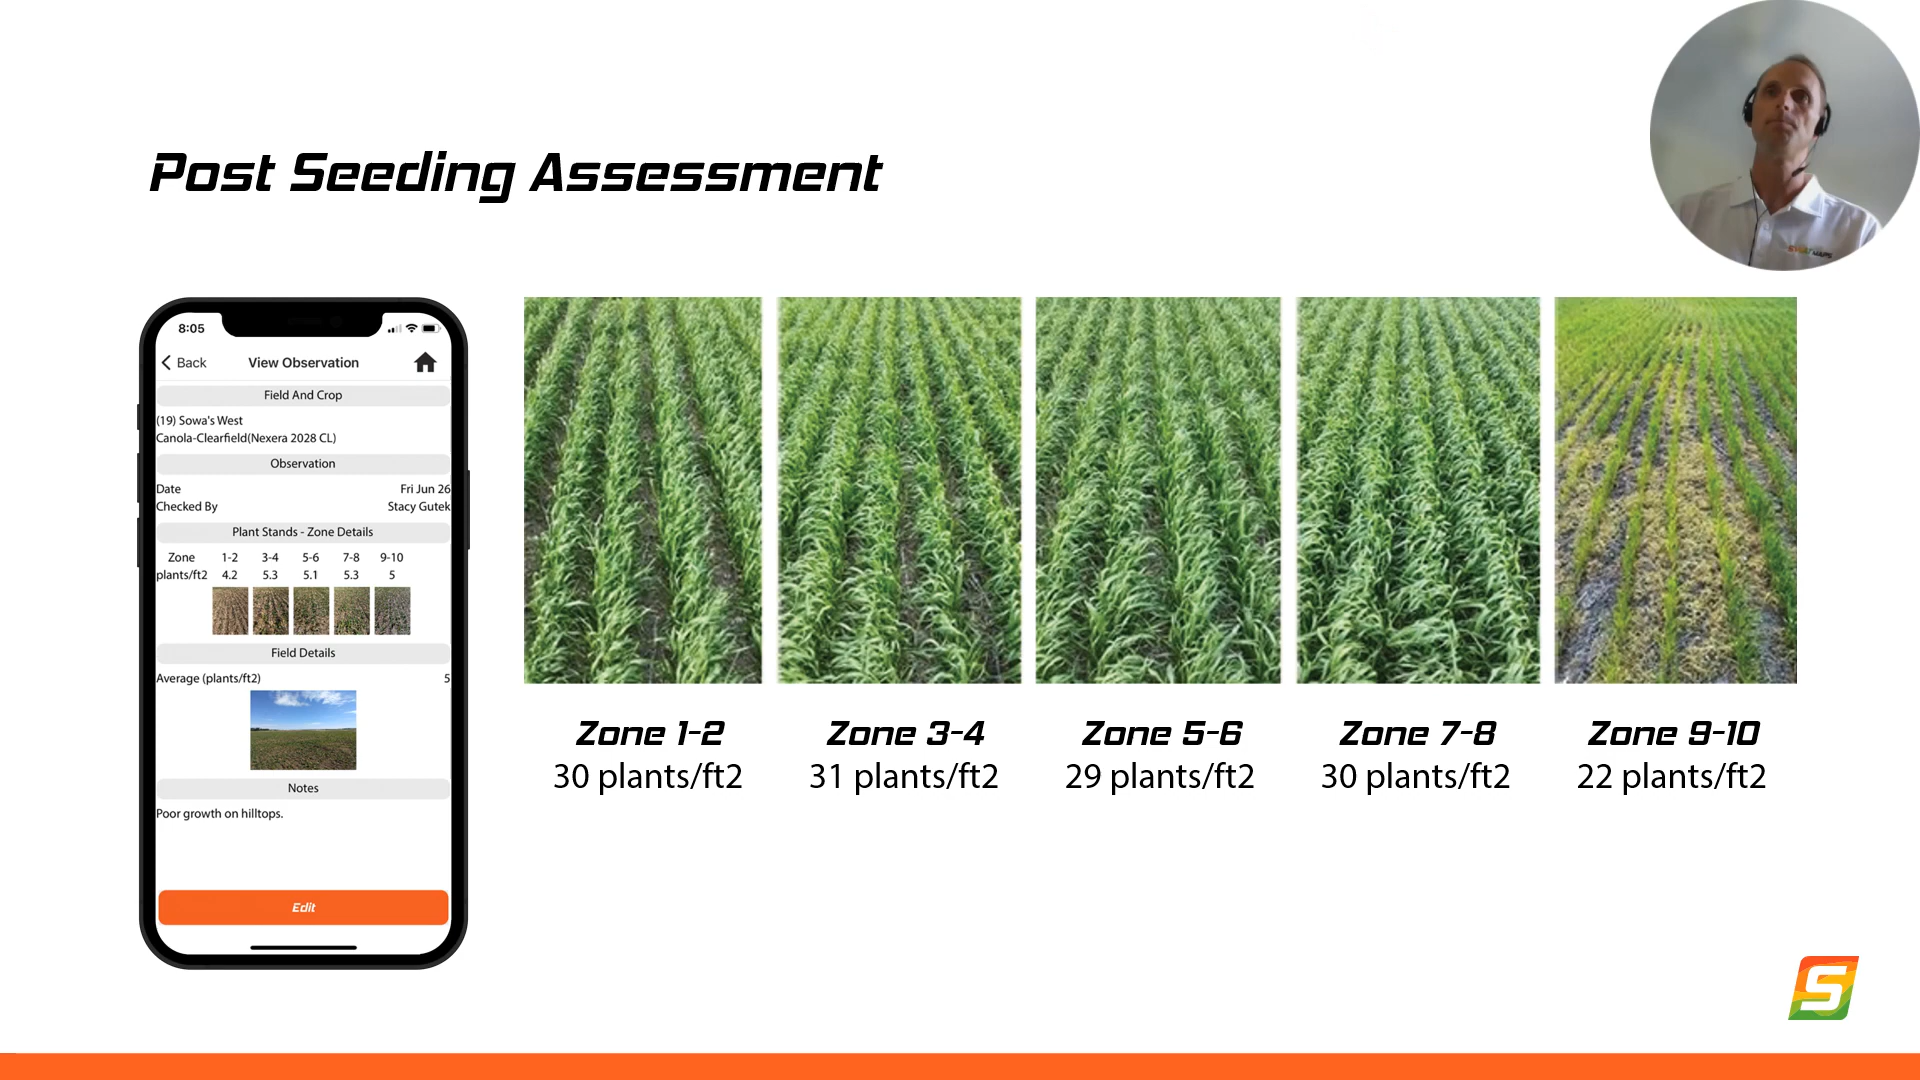 Post Seeding Assessment
8:05
Back
View Observation
Field And Crop
(19) Sowa's West
Canola-Clearfield(Nexera 2028 CL)
Observation
Date Fri Jun 26
Checked By Stacy Gutek
Plant Stands - Zone Details
Zone 1-2 3-4 5-6 7-8 9-10
plants/ft2 4.2 5.3 5.1 5.3 5
Field Details
Average (plants/ft2) 5
Notes
Poor growth on hilltops.
Edit
Zone 1-2
30 plants/ft2
Zone 3-4
31 plants/ft2
Zone 5-6
29 plants/ft2
Zone 7-8
30 plants/ft2
Zone 9-10
22 plants/ft2
S